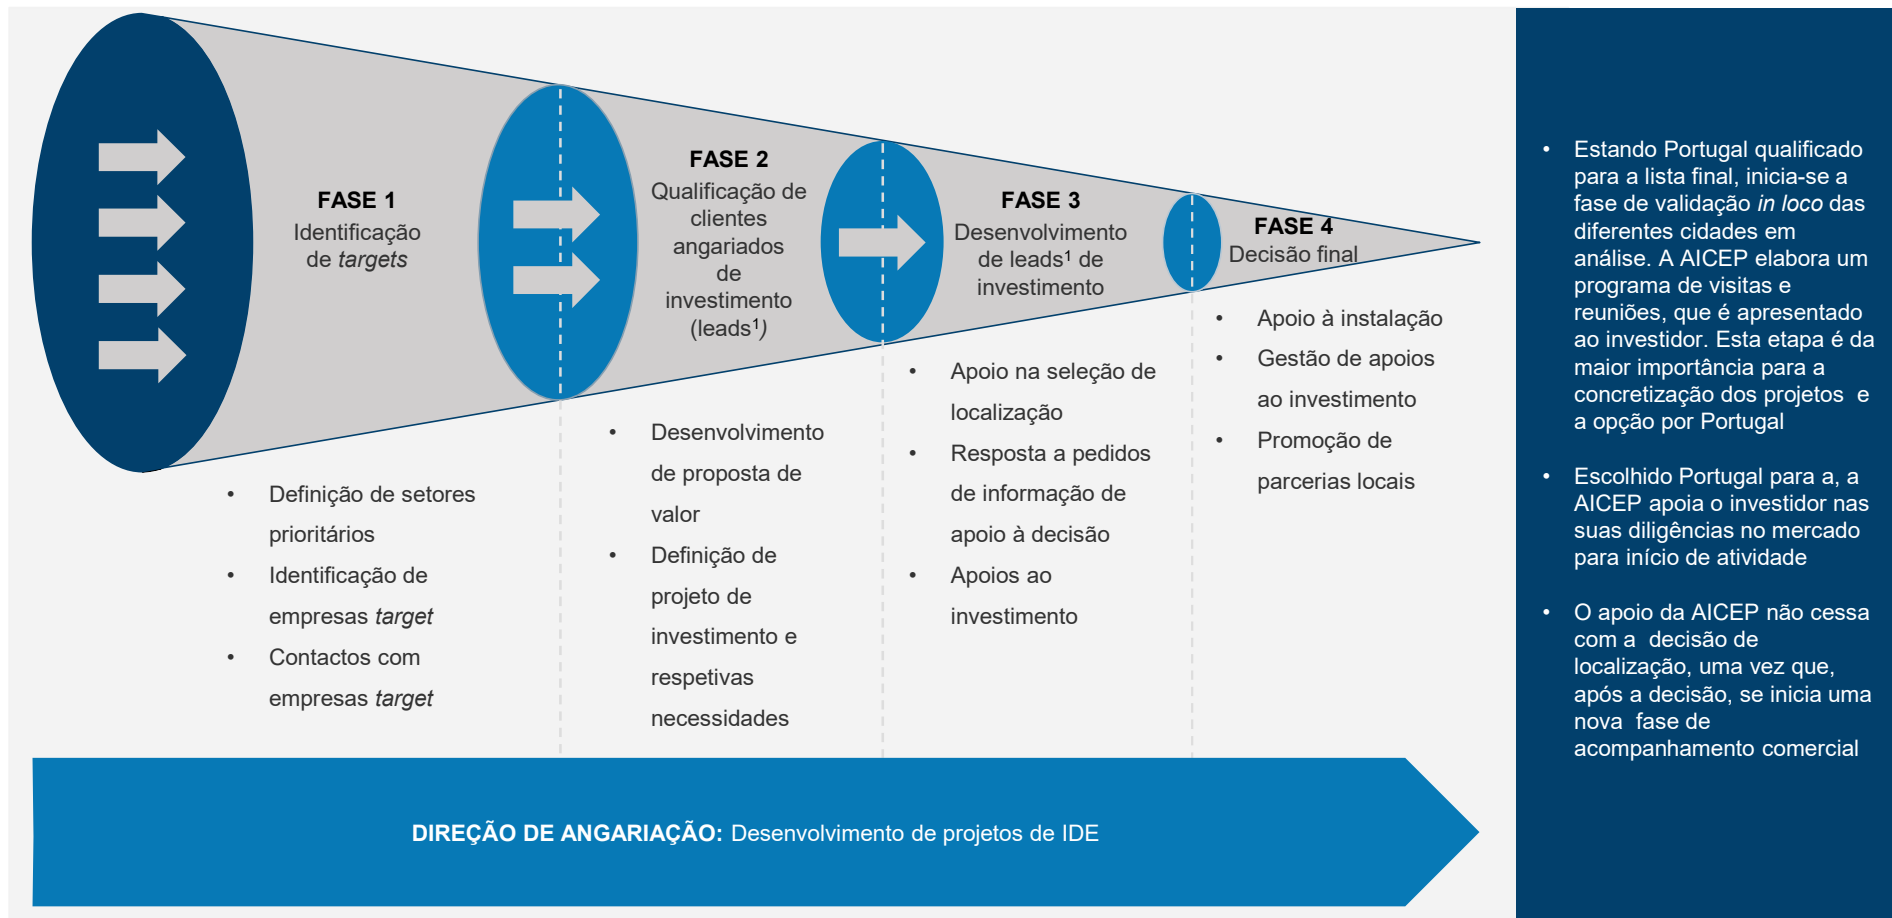 FASE 1
Identificação
de targets
FASE 2
Qualificação de
clientes
angariados
de
investimento
(leads¹)
FASE 3
Desenvolvimento
de leads¹ de
investimento
FASE 4
Decisão final
• Definição de setores
prioritários
• Identificação de
empresas target
• Contactos com
empresas target
• Desenvolvimento
de proposta de
valor
• Definição de
projeto de
investimento e
respetivas
necessidades
• Apoio na seleção de
localização
• Resposta a pedidos
de informação de
apoio à decisão
• Apoios ao
investimento
• Apoio à instalação
• Gestão de apoios
ao investimento
• Promoção de
parcerias locais
DIREÇÃO DE ANGARIAÇÃO: Desenvolvimento de projetos de IDE
• Estando Portugal qualificado
para a lista final, inicia-se a
fase de validação in loco das
diferentes cidades em
análise. A AICEP elabora um
programa de visitas e
reuniões, que é apresentado
ao investidor. Esta etapa é da
maior importância para a
concretização dos projetos e
a opção por Portugal
• Escolhido Portugal para a, a
AICEP apoia o investidor nas
suas diligências no mercado
para início de atividade
• O apoio da AICEP não cessa
com a decisão de
localização, uma vez que,
após a decisão, se inicia uma
nova fase de
acompanhamento comercial